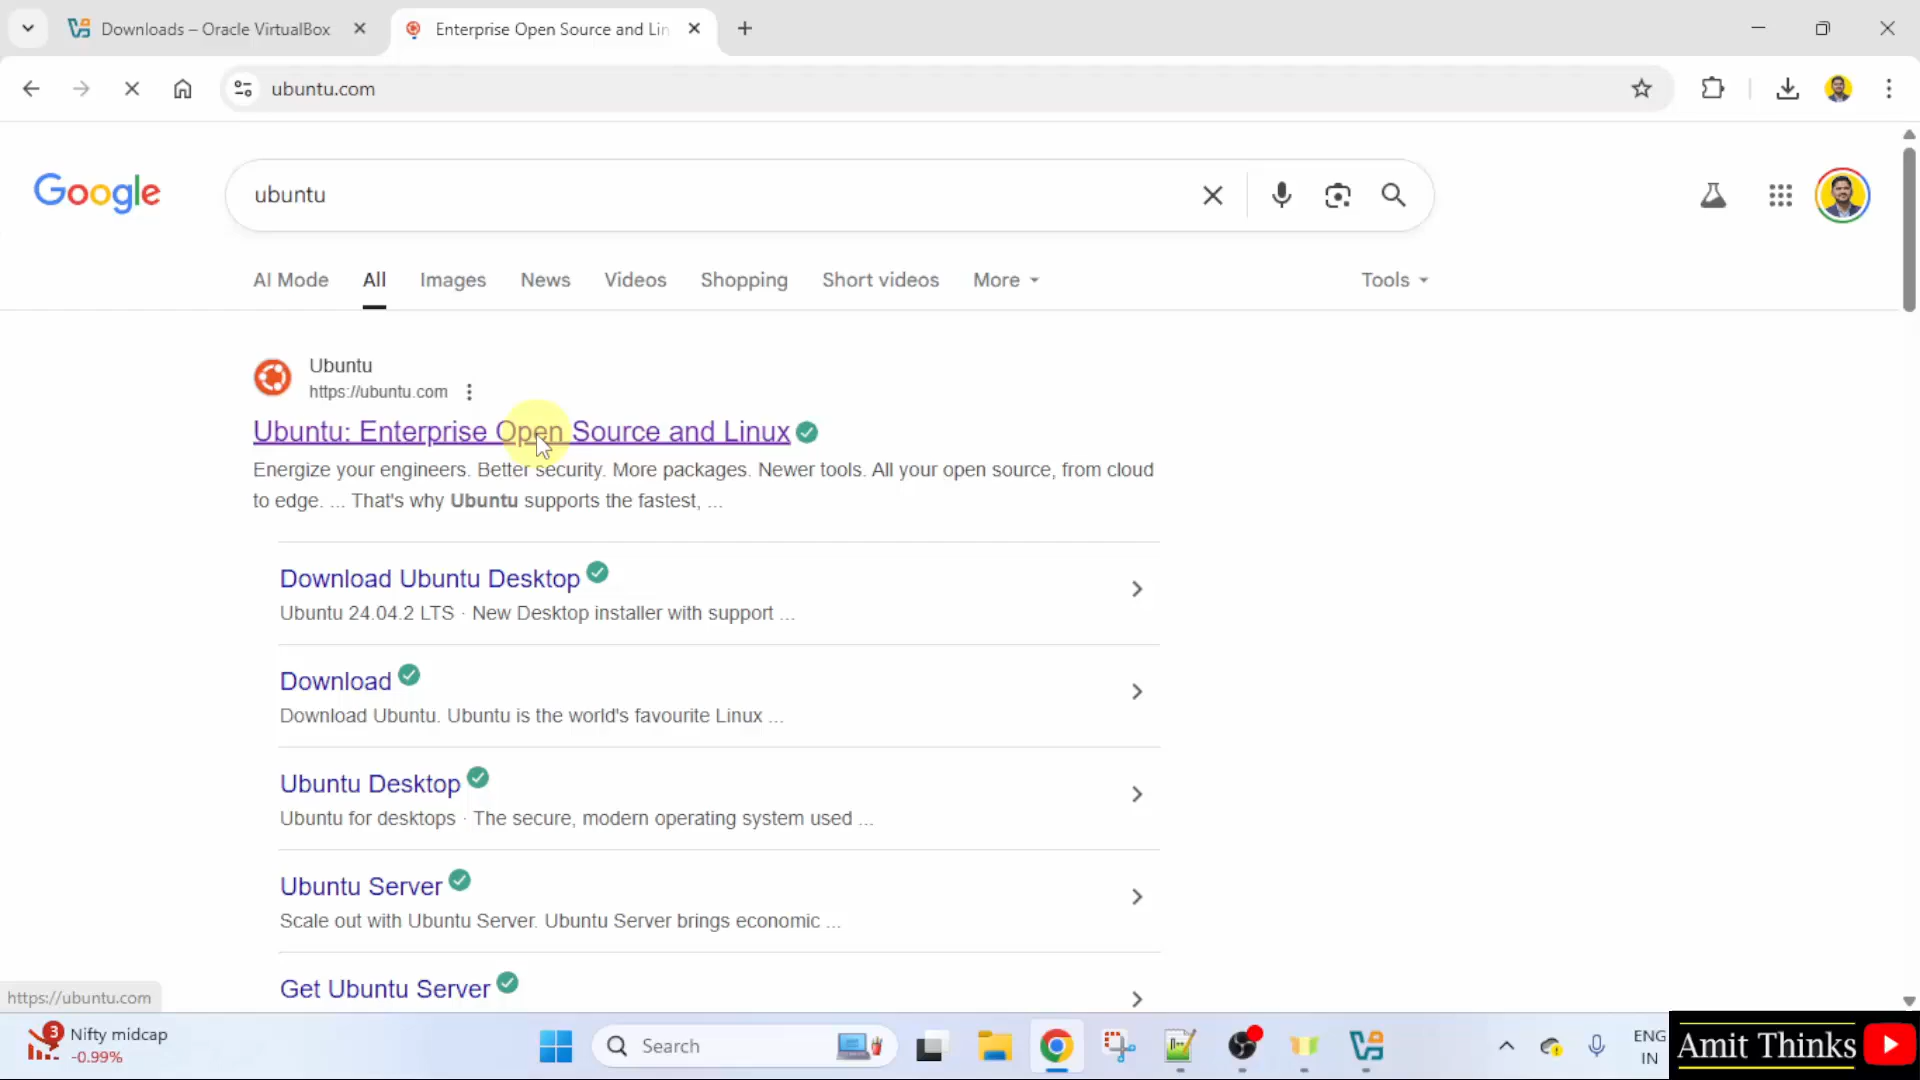 Downloads – Oracle VirtualBox
Enterprise Open Source and Lin
ubuntu.com
Google
ubuntu
AI Mode
All
Images
News
Videos
Shopping
Short videos
More
Tools
Ubuntu
https://ubuntu.com
Ubuntu: Enterprise Open Source and Linux
Energize your engineers. Better security. More packages. Newer tools. All your open source, from cloud
to edge. ... That's why Ubuntu supports the fastest, ...
Download Ubuntu Desktop
Ubuntu 24.04.2 LTS · New Desktop installer with support ...
Download
Download Ubuntu. Ubuntu is the world's favourite Linux ...
Ubuntu Desktop
Ubuntu for desktops · The secure, modern operating system used ...
Ubuntu Server
Scale out with Ubuntu Server. Ubuntu Server brings economic ...
Get Ubuntu Server
https://ubuntu.com
3
Nifty midcap
-0.99%
Search
ENG
IN
Amit Thinks